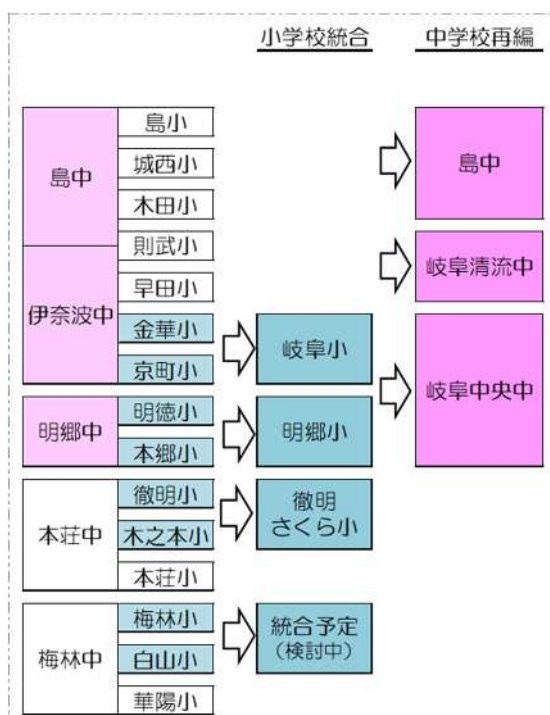 小学校統合
中学校再編
島中
島小
城西小
木田小
則武小
伊奈波中
早田小
金華小
京町小
岐阜小
明郷中
明徳小
本郷小
明郷小
本荘中
徹明小
木之本小
本荘小
徹明
さくら小
梅林中
梅林小
白山小
華陽小
統合予定
（検討中）
島中
岐阜清流中
岐阜中央中